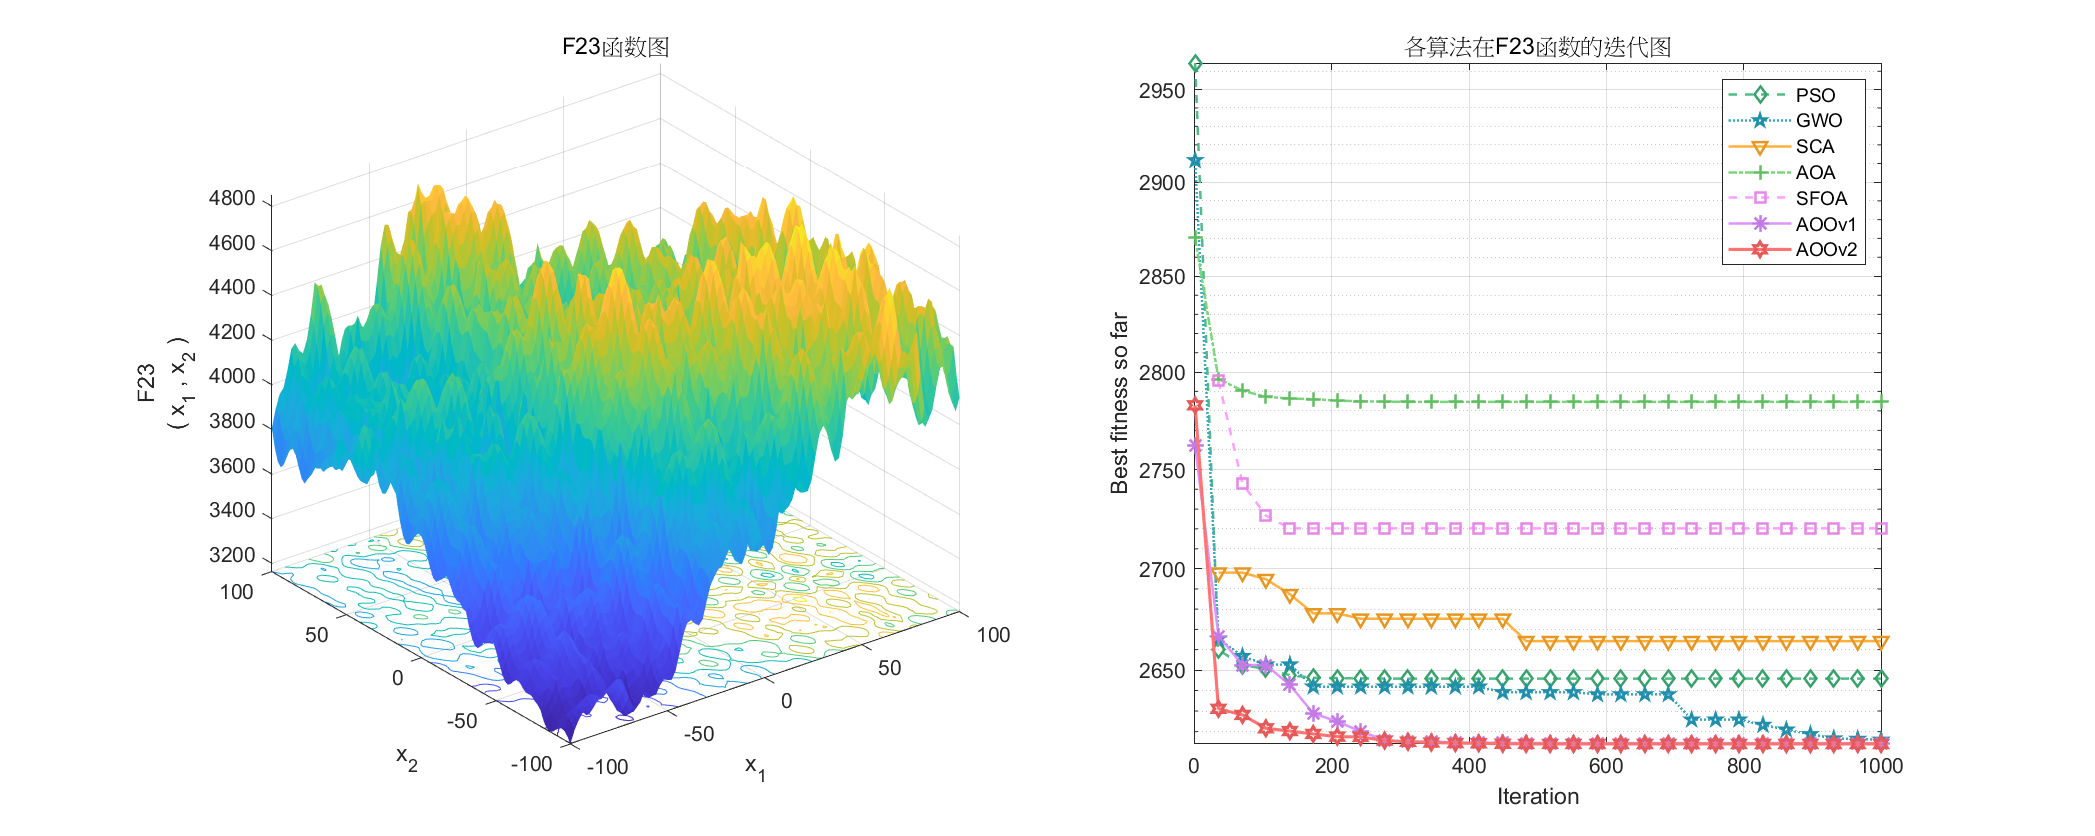 F23函数图
4800
4600
4400
4200
4000
3800
3600
3400
3200
F23
( x1 , x2 )
100
50
0
-50
-100
x2
-100
-50
0
50
100
x1
各算法在F23函数的迭代图
2950
2900
2850
2800
2750
2700
2650
Best fitness so far
PSO
GWO
SCA
AOA
SFOA
AOOv1
AOOv2
0
200
400
600
800
1000
Iteration